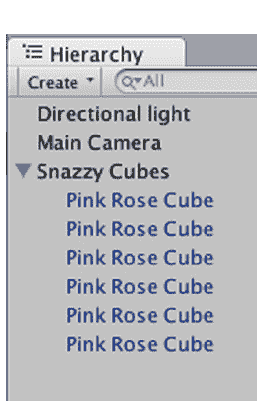 Hierarchy
Create All
Directional light
Main Camera
Snazzy Cubes
Pink Rose Cube
Pink Rose Cube
Pink Rose Cube
Pink Rose Cube
Pink Rose Cube
Pink Rose Cube